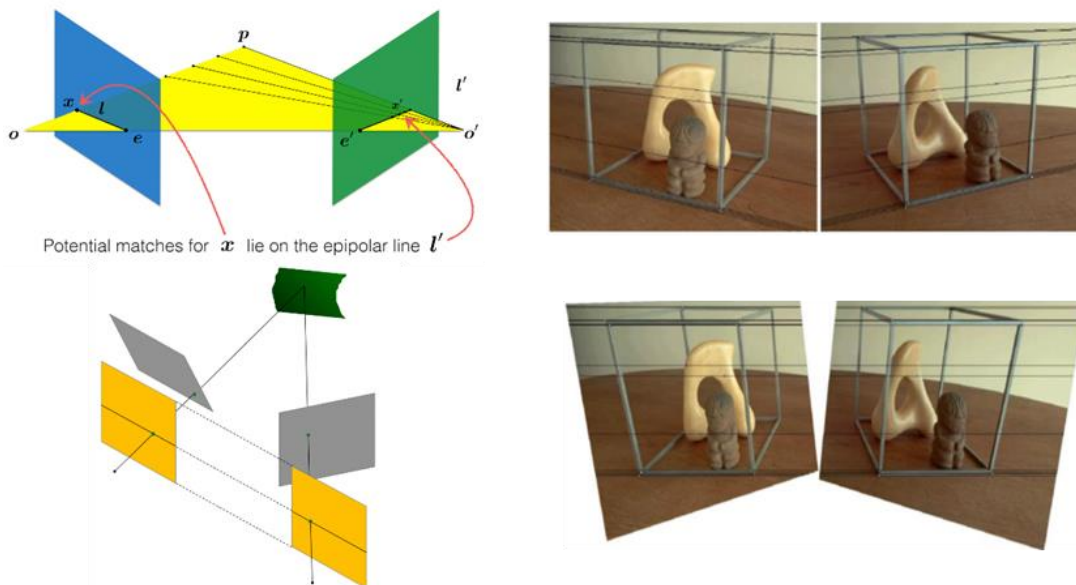 p
l′
x
l
x′
o
e
e′
o′
Potential matches for x lie on the epipolar line l′